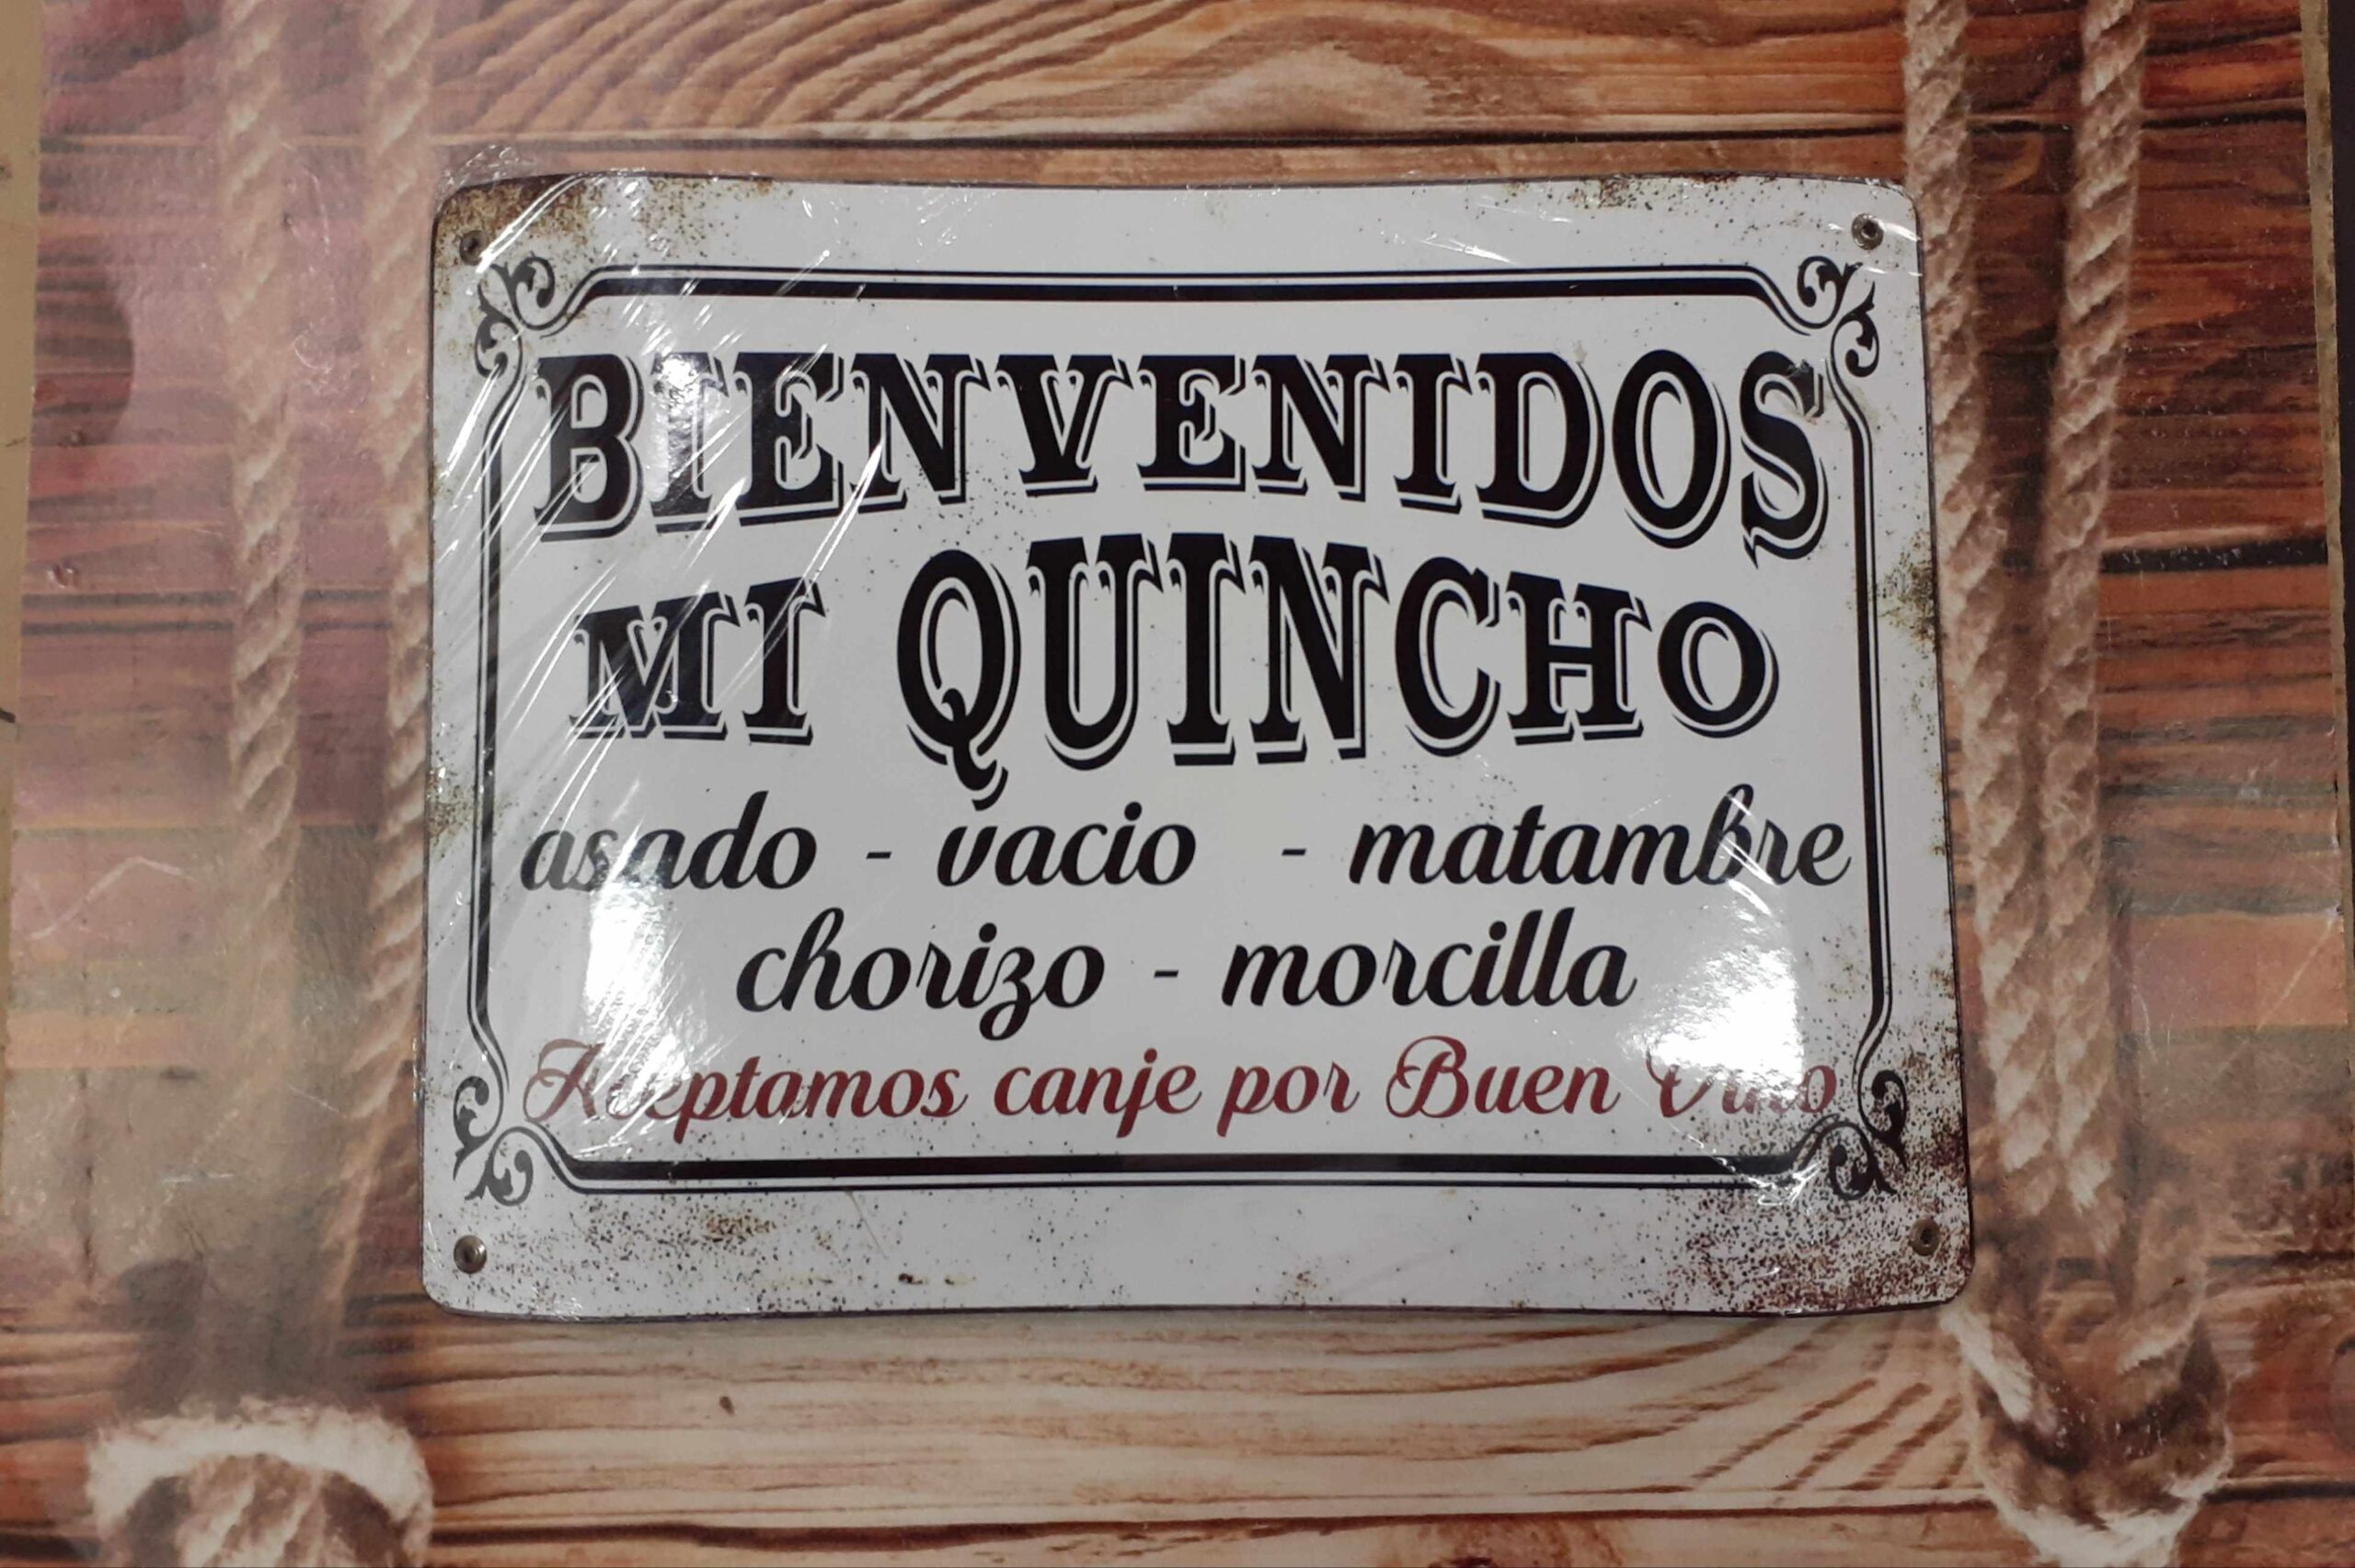 BIENVENIDOS
MI QUINCHO
asado - vacio - matambre
chorizo - morcilla
Aceptamos canje por Buen Vino